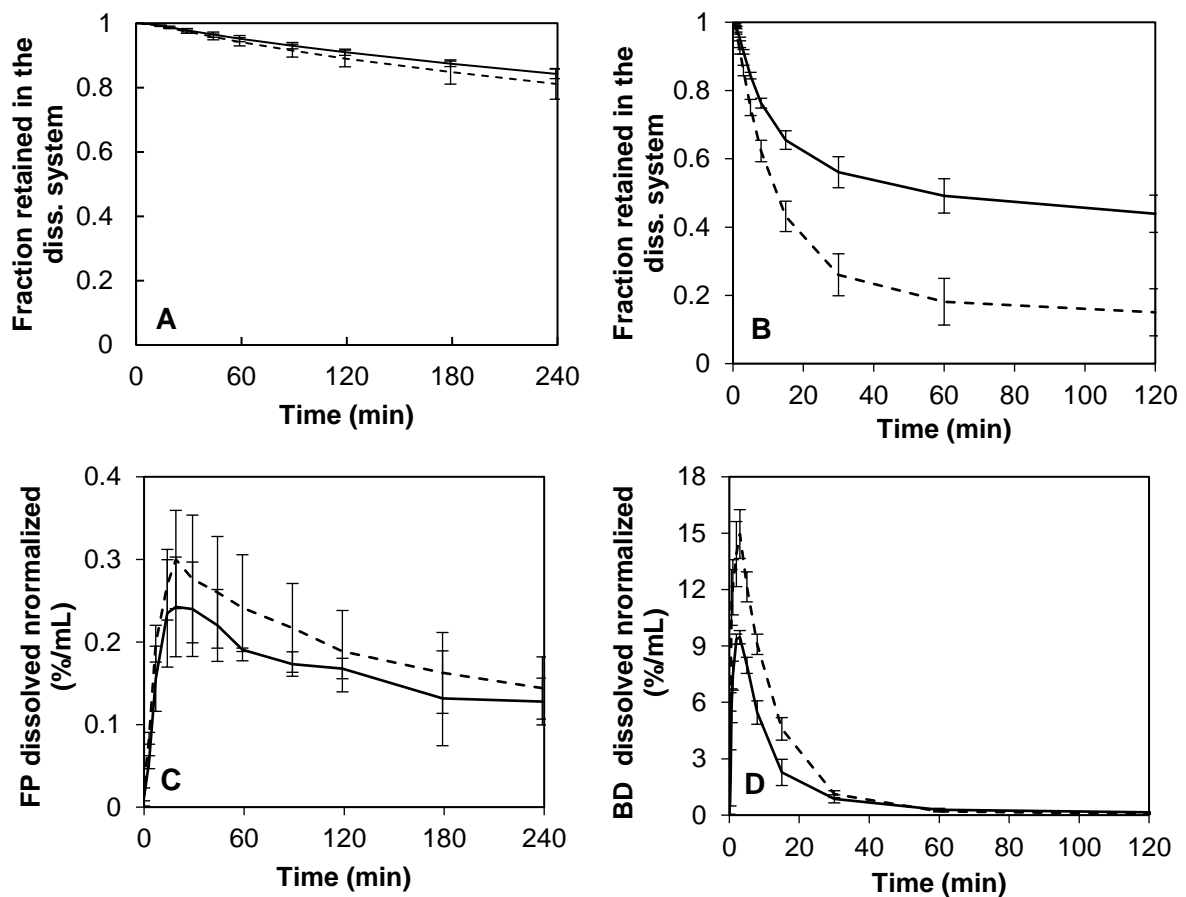 1
0.8
0.6
0.4
0.2
0
0 60 120 180 240
Time (min)
Fraction retained in the
diss. system
A
1
0.8
0.6
0.4
0.2
0
0 20 40 60 80 100 120
Time (min)
Fraction retained in the
diss. system
B
0.4
0.3
0.2
0.1
0
0 60 120 180 240
Time (min)
FP dissolved nrormalized
(%/mL)
C
18
15
12
9
6
3
0
0 20 40 60 80 100 120
Time (min)
BD dissolved nrormalized
(%/mL)
D